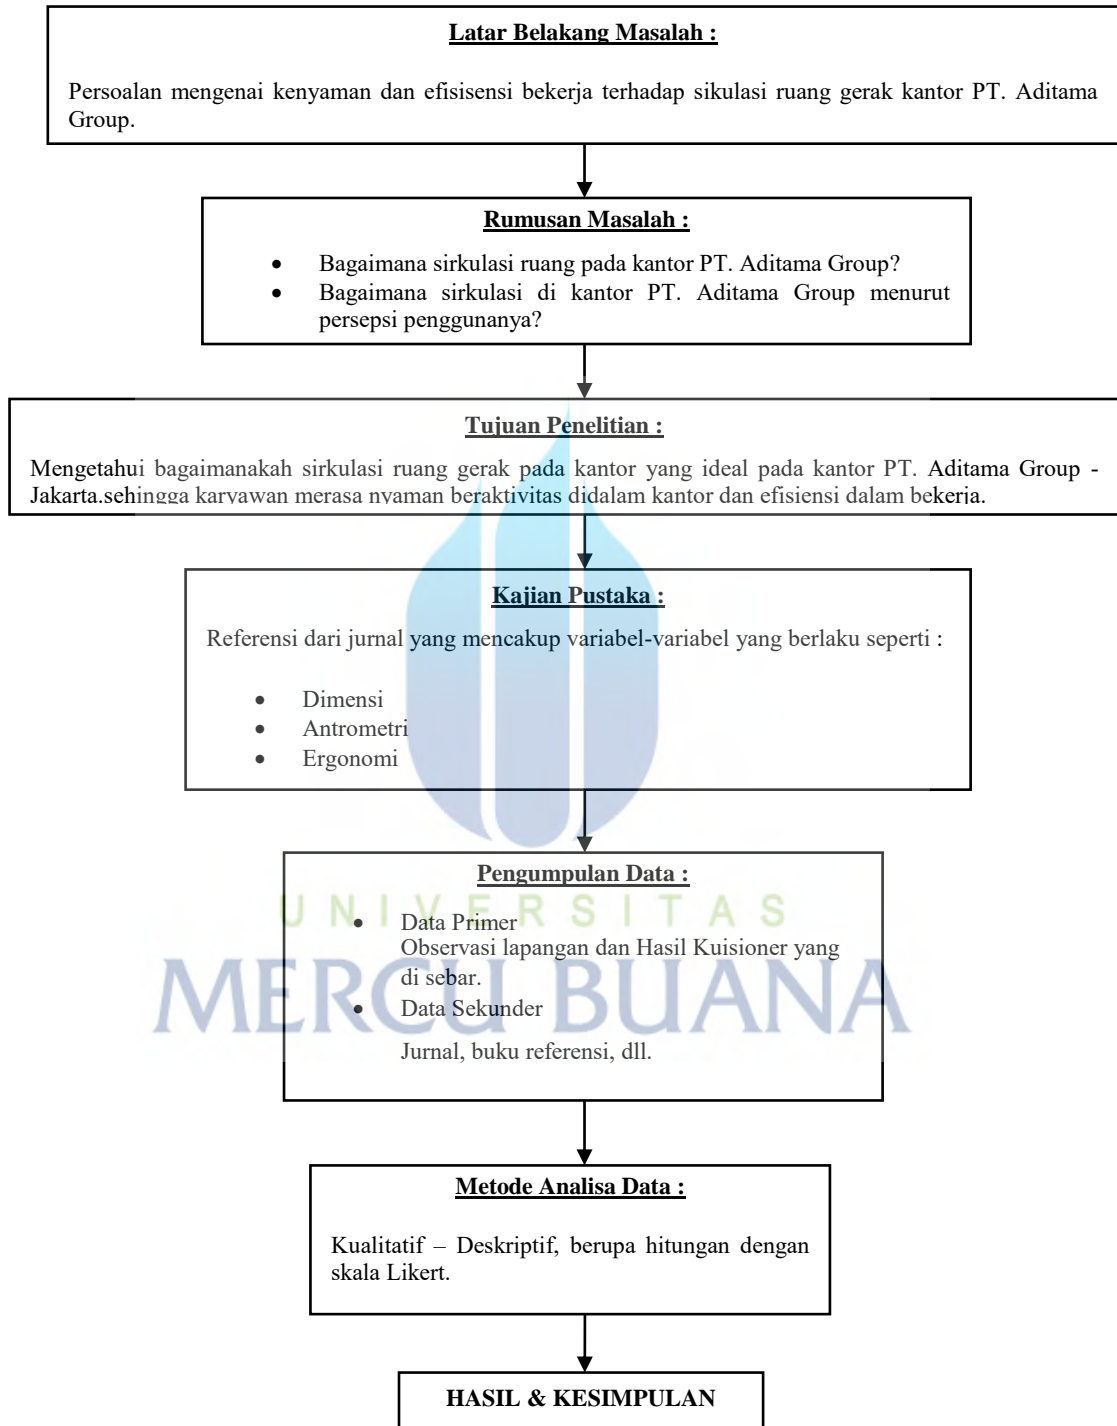 Latar Belakang Masalah :
Persoalan mengenai kenyaman dan efisisensi bekerja terhadap sikulasi ruang gerak kantor PT. Aditama
Group.
Rumusan Masalah :
• Bagaimana sirkulasi ruang pada kantor PT. Aditama Group?
• Bagaimana sirkulasi di kantor PT. Aditama Group menurut
persepsi penggunanya?
Tujuan Penelitian :
Mengetahui bagaimanakah sirkulasi ruang gerak pada kantor yang ideal pada kantor PT. Aditama Group -
Jakarta.sehingga karyawan merasa nyaman beraktivitas didalam kantor dan efisiensi dalam bekerja.
Kajian Pustaka :
Referensi dari jurnal yang mencakup variabel-variabel yang berlaku seperti :
• Dimensi
• Antrometri
• Ergonomi
Pengumpulan Data :
UNIVERSITAS
• Data Primer
Observasi lapangan dan Hasil Kuisioner yang
di sebar.
MERCU BUANA
• Data Sekunder
Jurnal, buku referensi, dll.
Metode Analisa Data :
Kualitatif – Deskriptif, berupa hitungan dengan
skala Likert.
HASIL & KESIMPULAN